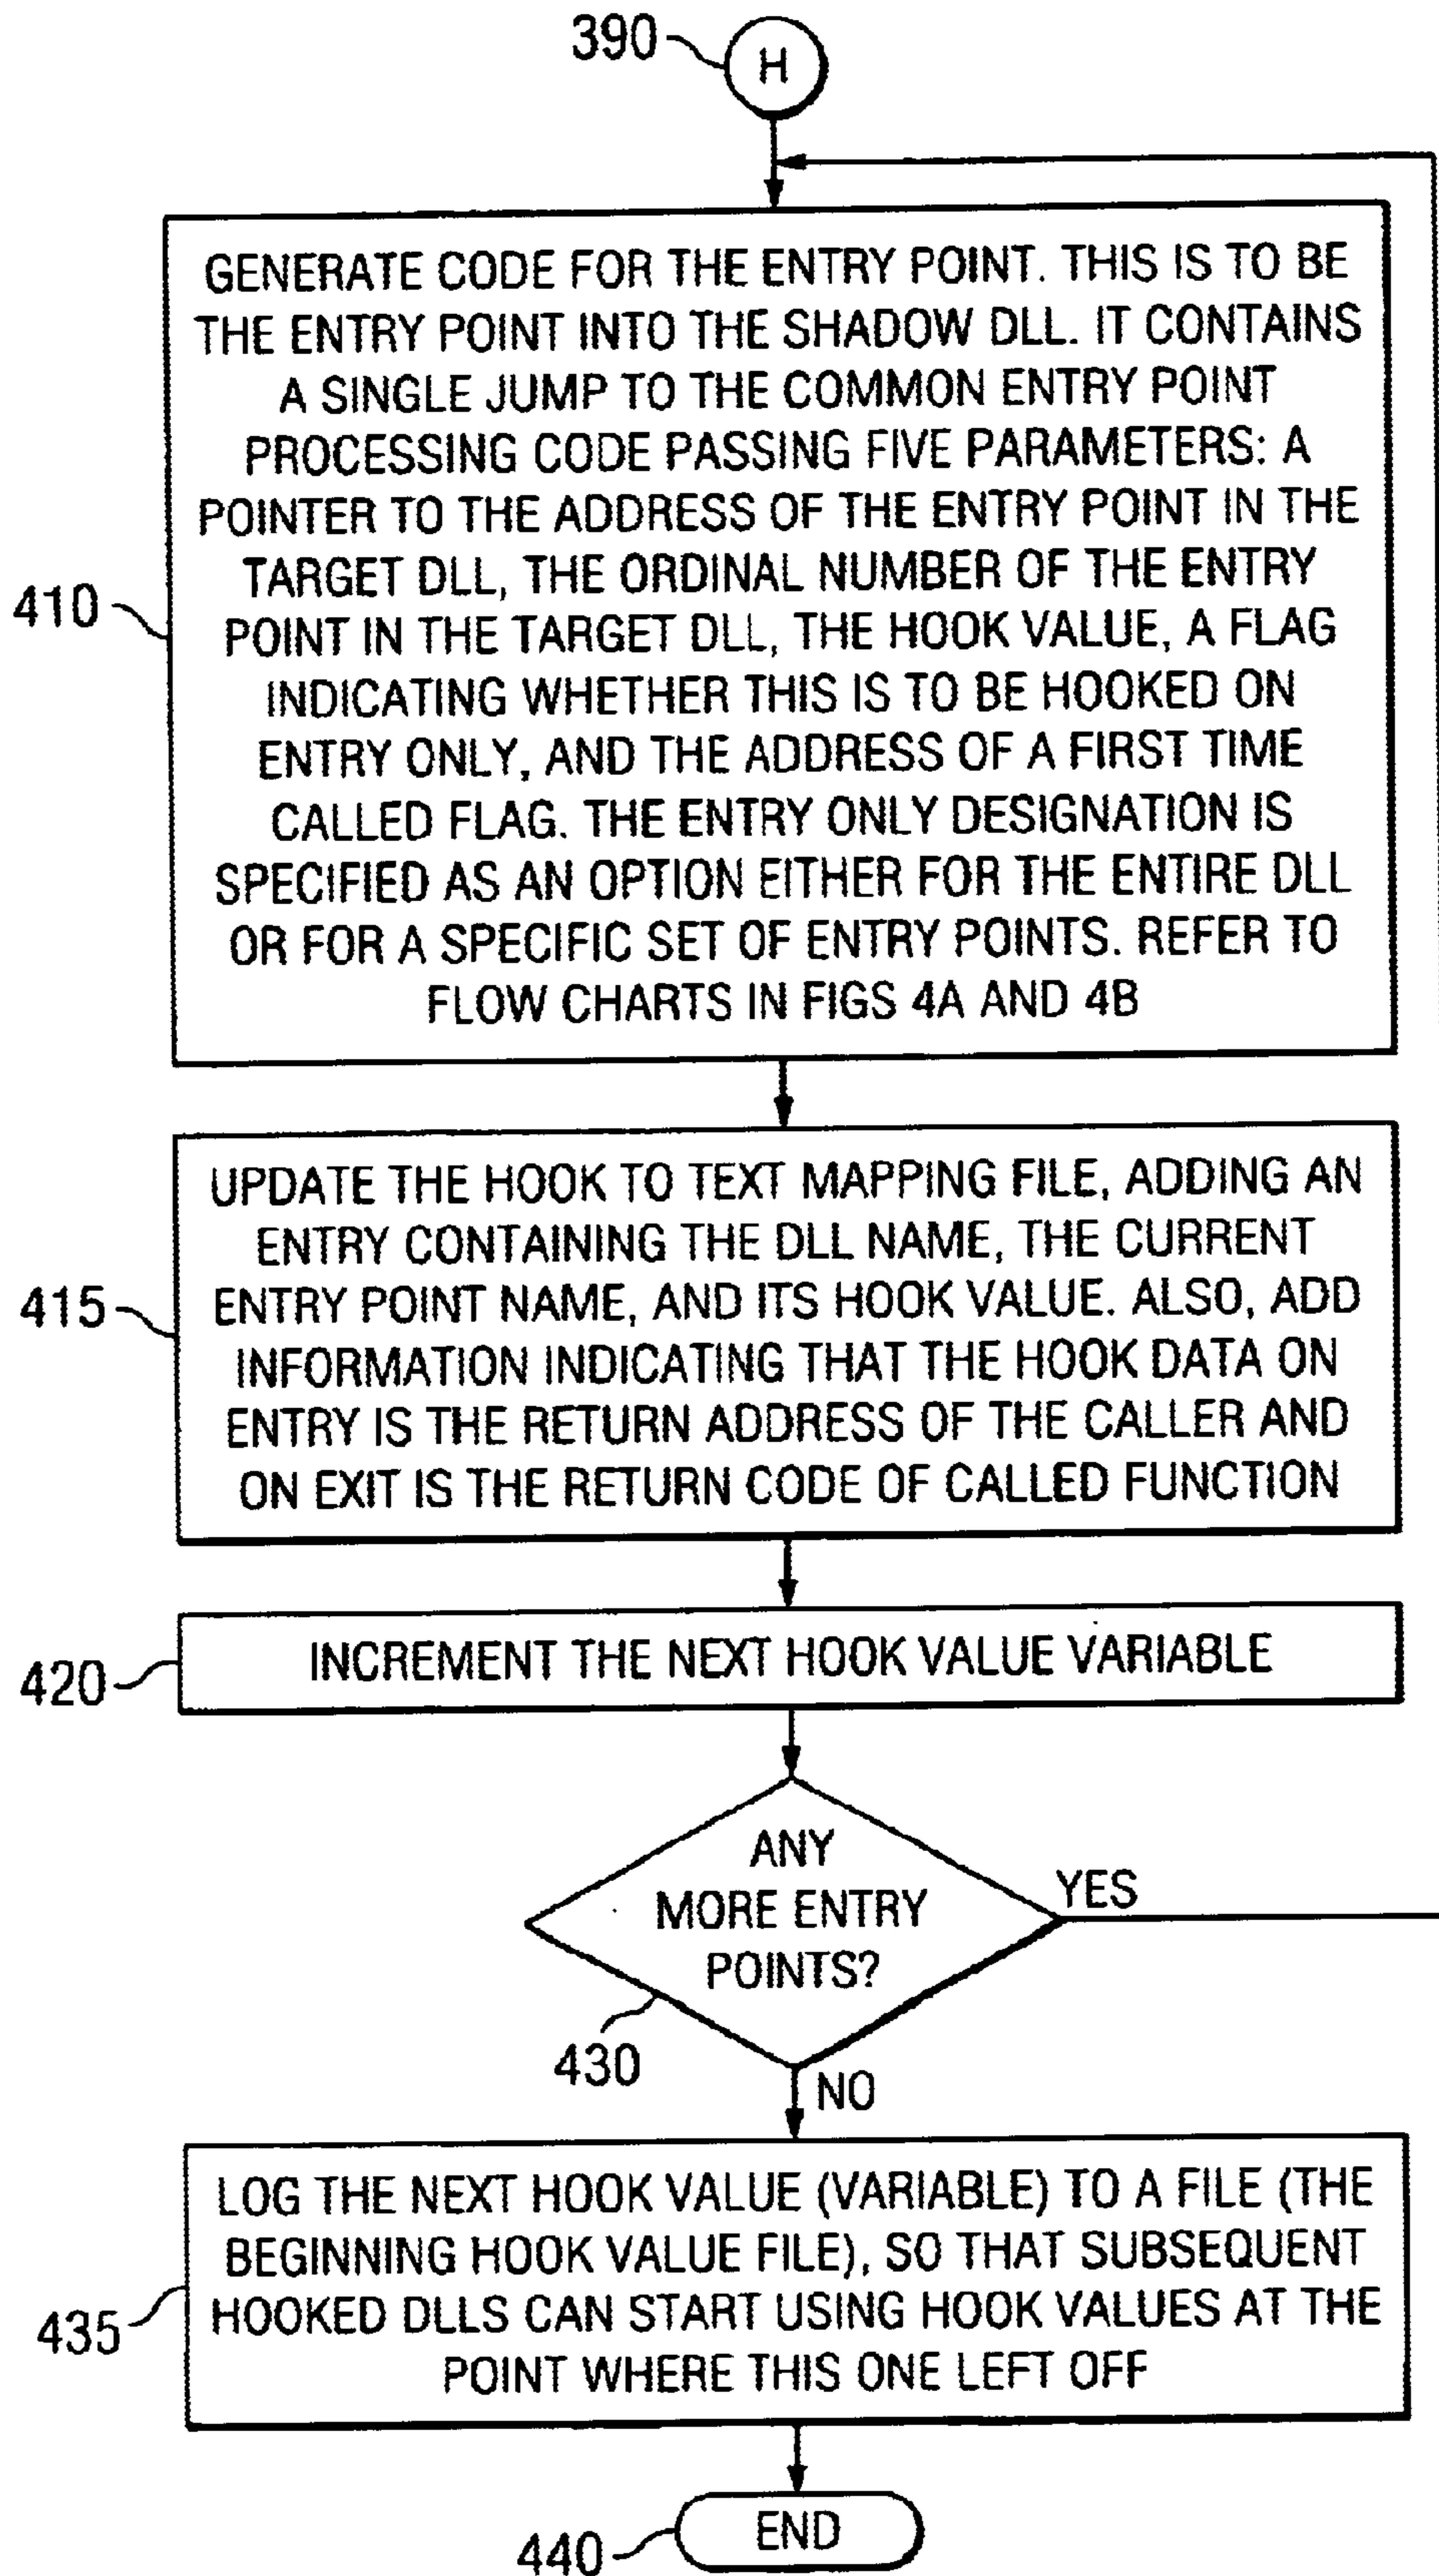 390
H
GENERATE CODE FOR THE ENTRY POINT. THIS IS TO BE
THE ENTRY POINT INTO THE SHADOW DLL. IT CONTAINS
A SINGLE JUMP TO THE COMMON ENTRY POINT
PROCESSING CODE PASSING FIVE PARAMETERS: A
POINTER TO THE ADDRESS OF THE ENTRY POINT IN THE
TARGET DLL, THE ORDINAL NUMBER OF THE ENTRY
POINT IN THE TARGET DLL, THE HOOK VALUE, A FLAG
INDICATING WHETHER THIS IS TO BE HOOKED ON
ENTRY ONLY, AND THE ADDRESS OF A FIRST TIME
CALLED FLAG. THE ENTRY ONLY DESIGNATION IS
SPECIFIED AS AN OPTION EITHER FOR THE ENTIRE DLL
OR FOR A SPECIFIC SET OF ENTRY POINTS. REFER TO
FLOW CHARTS IN FIGS 4A AND 4B
410
UPDATE THE HOOK TO TEXT MAPPING FILE, ADDING AN
ENTRY CONTAINING THE DLL NAME, THE CURRENT
ENTRY POINT NAME, AND ITS HOOK VALUE. ALSO, ADD
INFORMATION INDICATING THAT THE HOOK DATA ON
ENTRY IS THE RETURN ADDRESS OF THE CALLER AND
ON EXIT IS THE RETURN CODE OF CALLED FUNCTION
415
INCREMENT THE NEXT HOOK VALUE VARIABLE
420
ANY
MORE ENTRY
POINTS?
YES
430
NO
LOG THE NEXT HOOK VALUE (VARIABLE) TO A FILE (THE
BEGINNING HOOK VALUE FILE), SO THAT SUBSEQUENT
HOOKED DLLS CAN START USING HOOK VALUES AT THE
POINT WHERE THIS ONE LEFT OFF
435
END
440